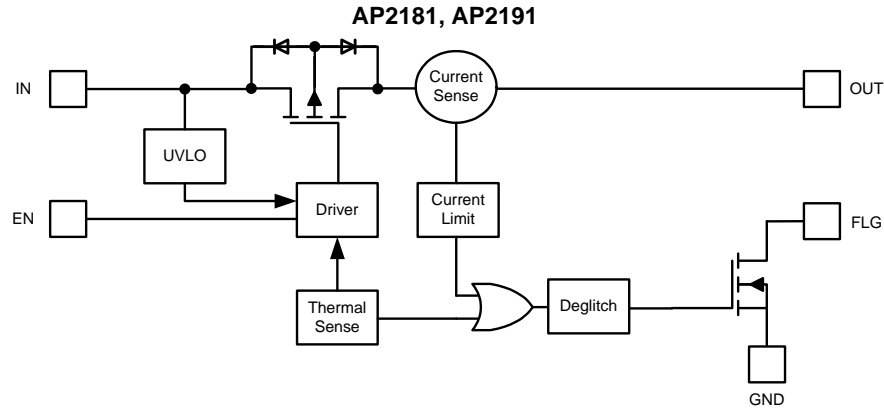 AP2181, AP2191
IN
Current
Sense
OUT
UVLO
EN
Driver
Current
Limit
FLG
Thermal
Sense
Deglitch
GND